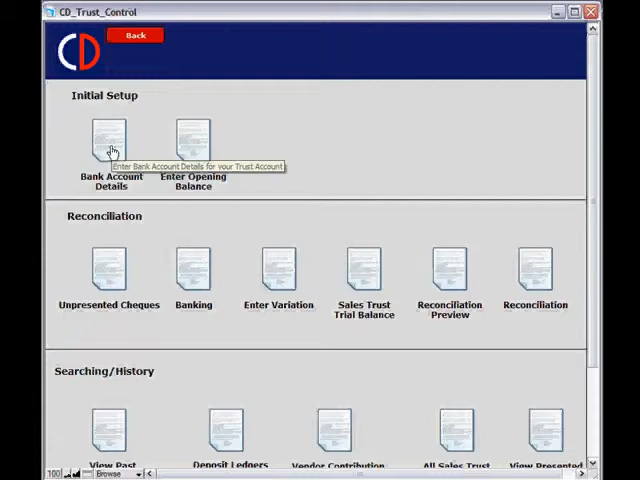 CD_Trust_Control
CD
Back
Initial Setup
Enter Bank Account Details for your Trust Account
Bank Account
Details
Enter Opening
Balance
Reconciliation
Unpresented Cheques
Banking
Enter Variation
Sales Trust
Trial Balance
Reconciliation
Preview
Reconciliation
Searching/History
View Past
Deposit Ledgers
Vendor Contribution
All Sales Trust
View Presented
100
Browse